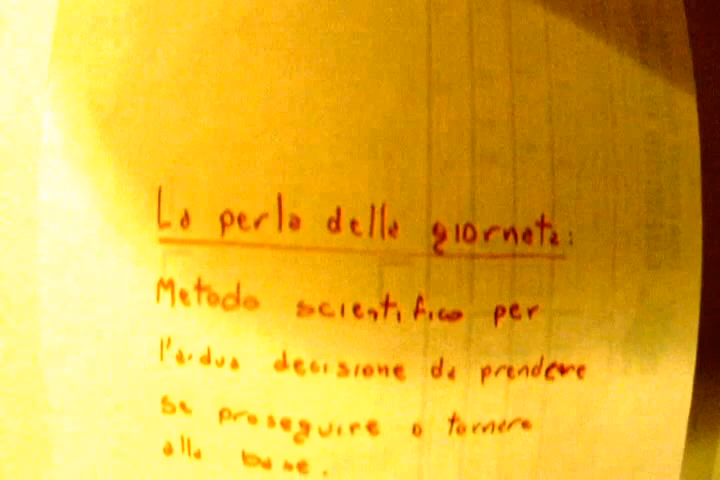 La perla della giornata:
Metodo scientifico per
l'ardua decisione da prendere
se proseguire o tornare
alla base.